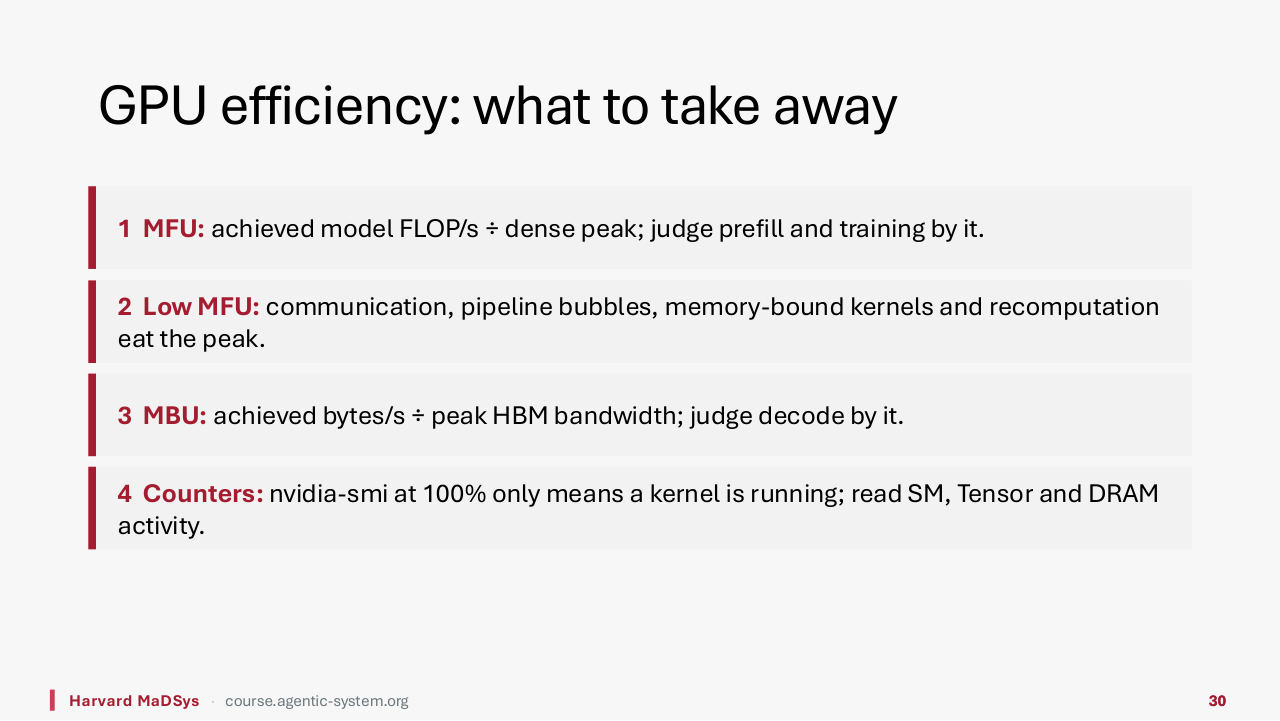 GPU efficiency: what to take away
1 MFU: achieved model FLOP/s ÷ dense peak; judge prefill and training by it.
2 Low MFU: communication, pipeline bubbles, memory-bound kernels and recomputation
eat the peak.
3 MBU: achieved bytes/s ÷ peak HBM bandwidth; judge decode by it.
4 Counters: nvidia-smi at 100% only means a kernel is running; read SM, Tensor and DRAM
activity.
Harvard MaDSys · course.agentic-system.org
30